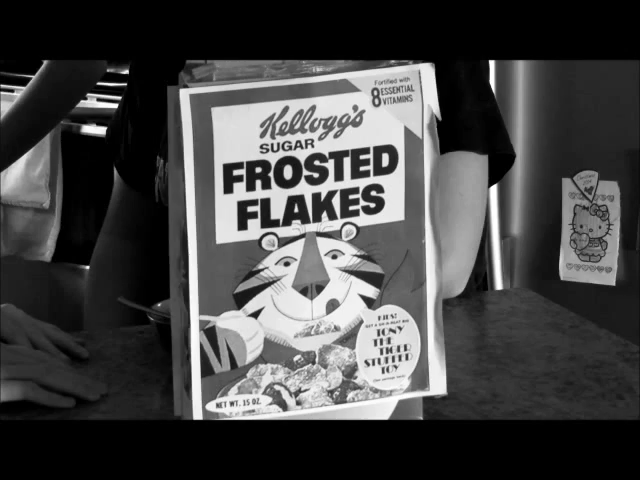 Fortified with
8 ESSENTIAL
VITAMINS
Kellogg's
SUGAR
FROSTED
FLAKES
KIDS!
TONY
THE
TIGER
STUFFED
TOY
NET WT. 15 OZ.